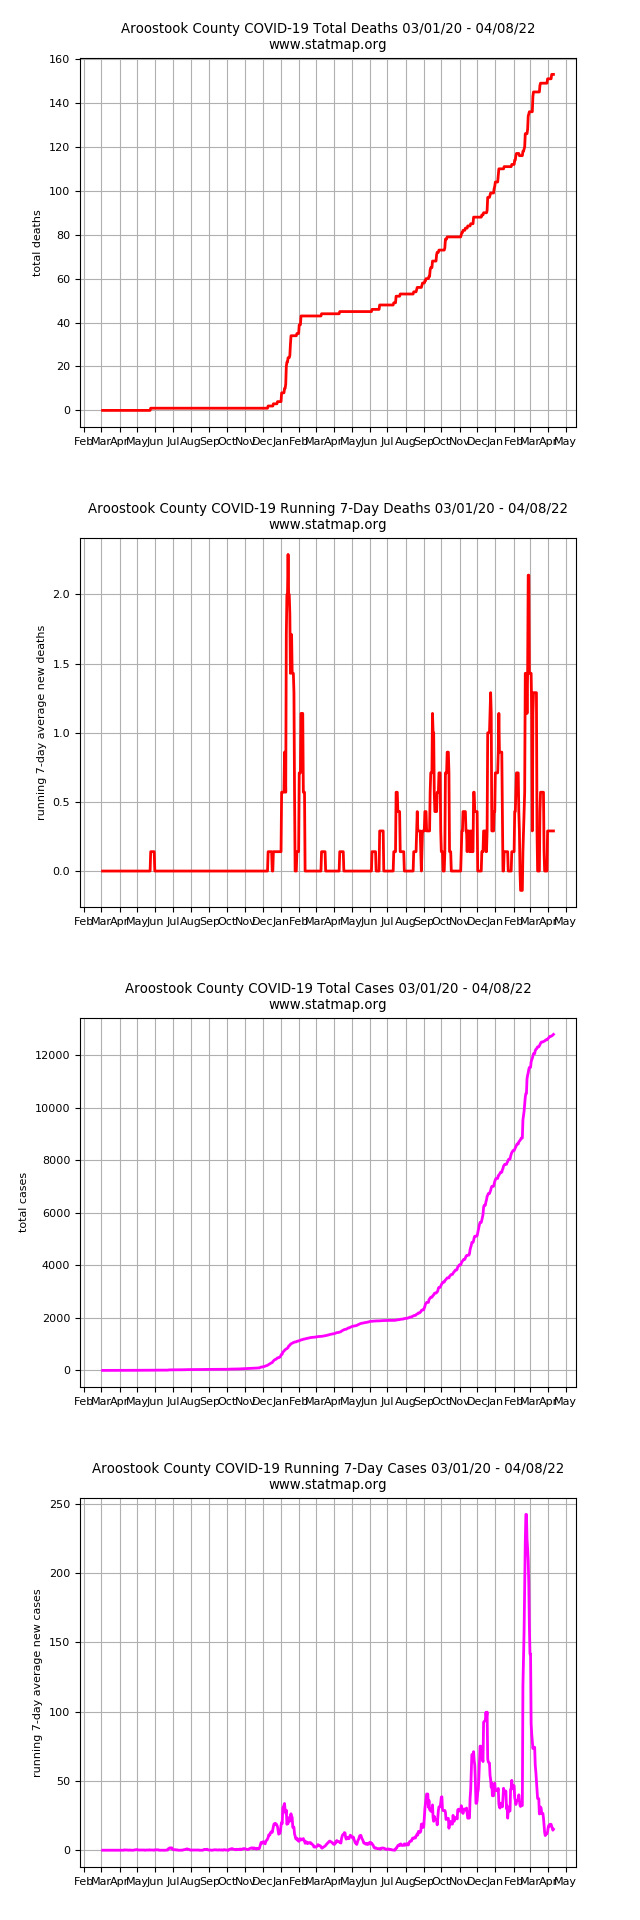 Aroostook County COVID-19 Total Deaths 03/01/20 - 04/08/22
www.statmap.org
160
140
120
100
80
60
40
20
0
total deaths
Feb Mar Apr May Jun Jul Aug Sep Oct Nov Dec Jan Feb Mar Apr May Jun Jul Aug Sep Oct Nov Dec Jan Feb Mar Apr May
Aroostook County COVID-19 Running 7-Day Deaths 03/01/20 - 04/08/22
www.statmap.org
2.0
1.5
1.0
0.5
0.0
running 7-day average new deaths
Feb Mar Apr May Jun Jul Aug Sep Oct Nov Dec Jan Feb Mar Apr May Jun Jul Aug Sep Oct Nov Dec Jan Feb Mar Apr May
Aroostook County COVID-19 Total Cases 03/01/20 - 04/08/22
www.statmap.org
12000
10000
8000
6000
4000
2000
0
total cases
Feb Mar Apr May Jun Jul Aug Sep Oct Nov Dec Jan Feb Mar Apr May Jun Jul Aug Sep Oct Nov Dec Jan Feb Mar Apr May
Aroostook County COVID-19 Running 7-Day Cases 03/01/20 - 04/08/22
www.statmap.org
250
200
150
100
50
0
running 7-day average new cases
Feb Mar Apr May Jun Jul Aug Sep Oct Nov Dec Jan Feb Mar Apr May Jun Jul Aug Sep Oct Nov Dec Jan Feb Mar Apr May